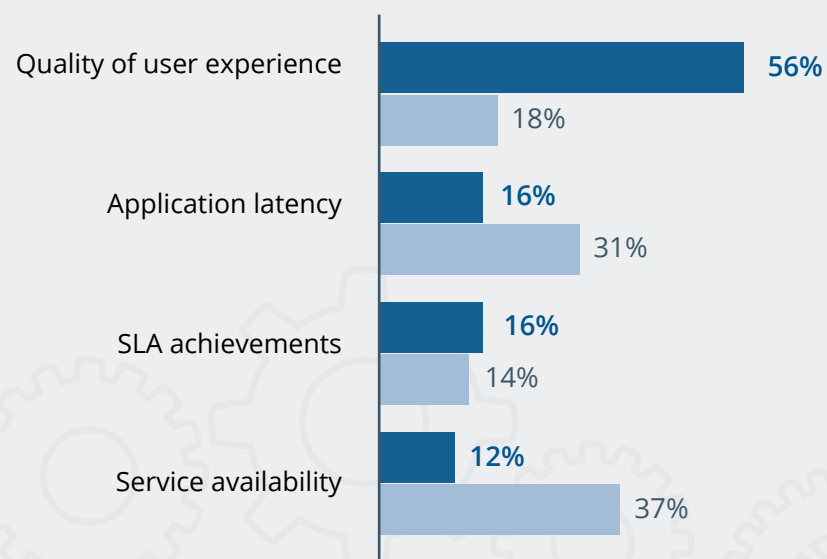 Quality of user experience
56%
18%
Application latency
16%
31%
SLA achievements
16%
14%
Service availability
12%
37%